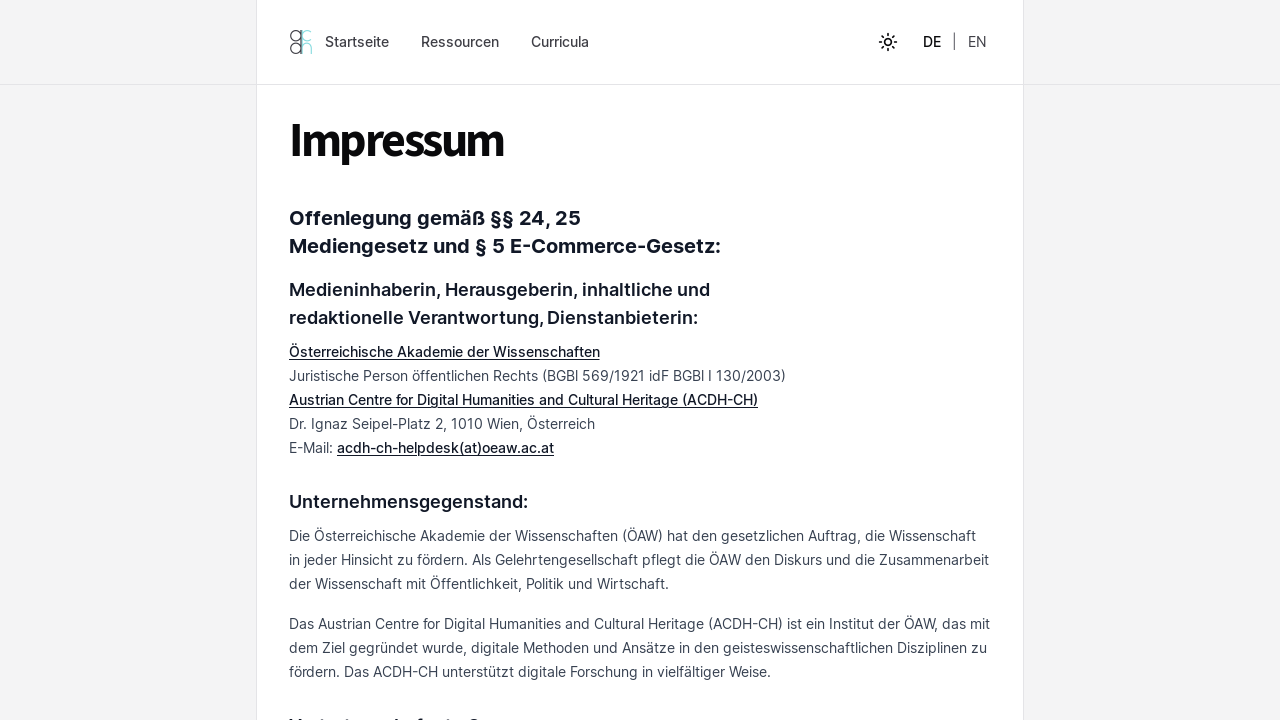 Startseite Ressourcen Curricula DE | EN
Impressum
Offenlegung gemäß §§ 24, 25
Mediengesetz und § 5 E-Commerce-Gesetz:
Medieninhaberin, Herausgeberin, inhaltliche und
redaktionelle Verantwortung, Dienstanbieterin:
Österreichische Akademie der Wissenschaften
Juristische Person öffentlichen Rechts (BGBl 569/1921 idF BGBl I 130/2003)
Austrian Centre for Digital Humanities and Cultural Heritage (ACDH-CH)
Dr. Ignaz Seipel-Platz 2, 1010 Wien, Österreich
E-Mail: acdh-ch-helpdesk(at)oeaw.ac.at
Unternehmensgegenstand:
Die Österreichische Akademie der Wissenschaften (ÖAW) hat den gesetzlichen Auftrag, die Wissenschaft
in jeder Hinsicht zu fördern. Als Gelehrtengesellschaft pflegt die ÖAW den Diskurs und die Zusammenarbeit
der Wissenschaft mit Öffentlichkeit, Politik und Wirtschaft.
Das Austrian Centre for Digital Humanities and Cultural Heritage (ACDH-CH) ist ein Institut der ÖAW, das mit
dem Ziel gegründet wurde, digitale Methoden und Ansätze in den geisteswissenschaftlichen Disziplinen zu
fördern. Das ACDH-CH unterstützt digitale Forschung in vielfältiger Weise.